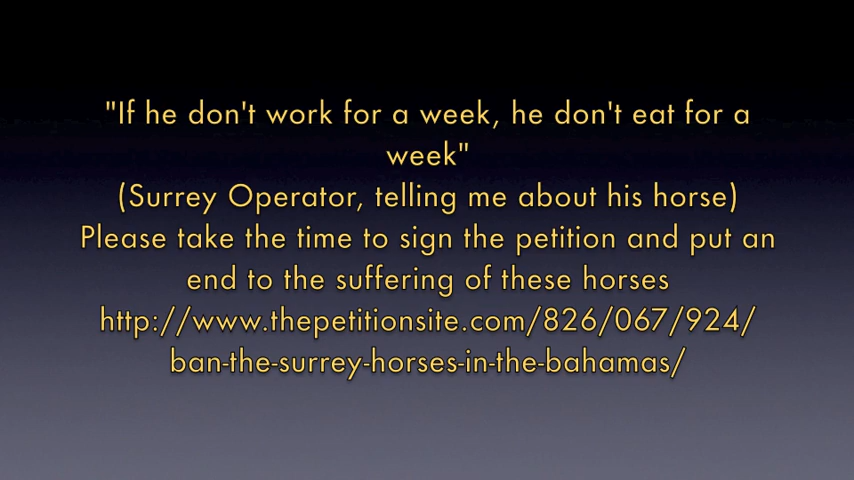 "If he don't work for a week, he don't eat for a
week"
(Surrey Operator, telling me about his horse)
Please take the time to sign the petition and put an
end to the suffering of these horses
http://www.thepetitionsite.com/826/067/924/
ban-the-surrey-horses-in-the-bahamas/